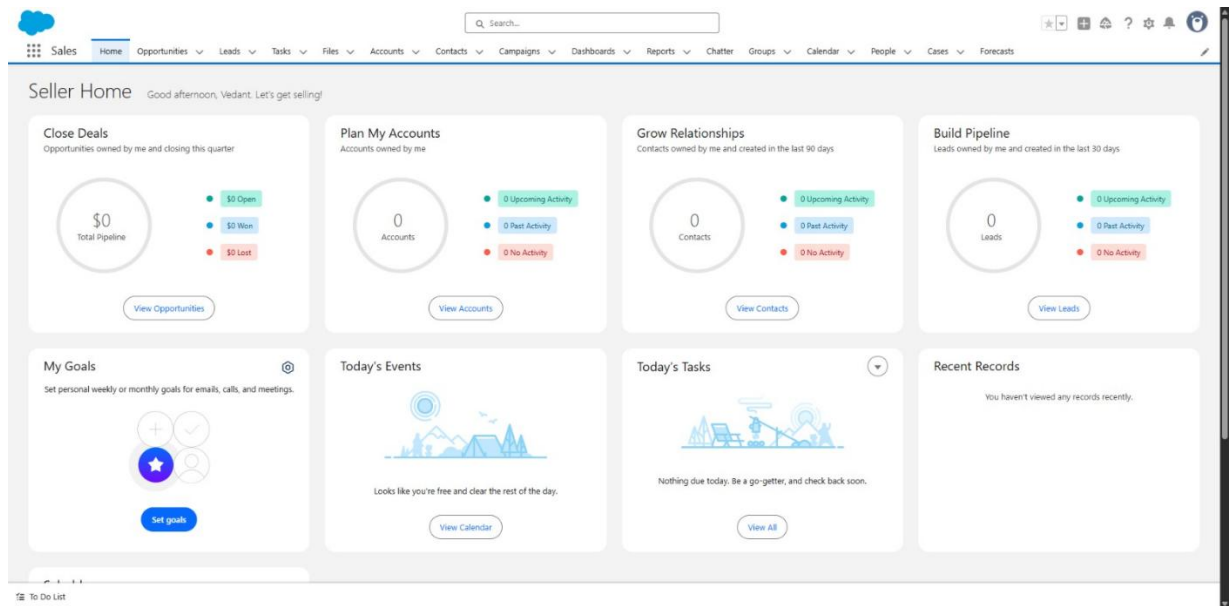 Search...
Sales Home Opportunities Leads Tasks Files Accounts Contacts Campaigns Dashboards Reports Chatter Groups Calendar People Cases Forecasts
Seller Home Good afternoon, Vedant. Let's get selling!
Close Deals
Opportunities owned by me and closing this quarter
$0
Total Pipeline
$0 Open
$0 Won
$0 Lost
View Opportunities
Plan My Accounts
Accounts owned by me
0
Accounts
0 Upcoming Activity
0 Past Activity
0 No Activity
View Accounts
Grow Relationships
Contacts owned by me and created in the last 90 days
0
Contacts
0 Upcoming Activity
0 Past Activity
0 No Activity
View Contacts
Build Pipeline
Leads owned by me and created in the last 30 days
0
Leads
0 Upcoming Activity
0 Past Activity
0 No Activity
View Leads
My Goals
Set personal weekly or monthly goals for emails, calls, and meetings.
Set goals
Today's Events
Looks like you're free and clear the rest of the day.
View Calendar
Today's Tasks
Nothing due today. Be a go-getter, and check back soon.
View All
Recent Records
You haven't viewed any records recently.
To Do List